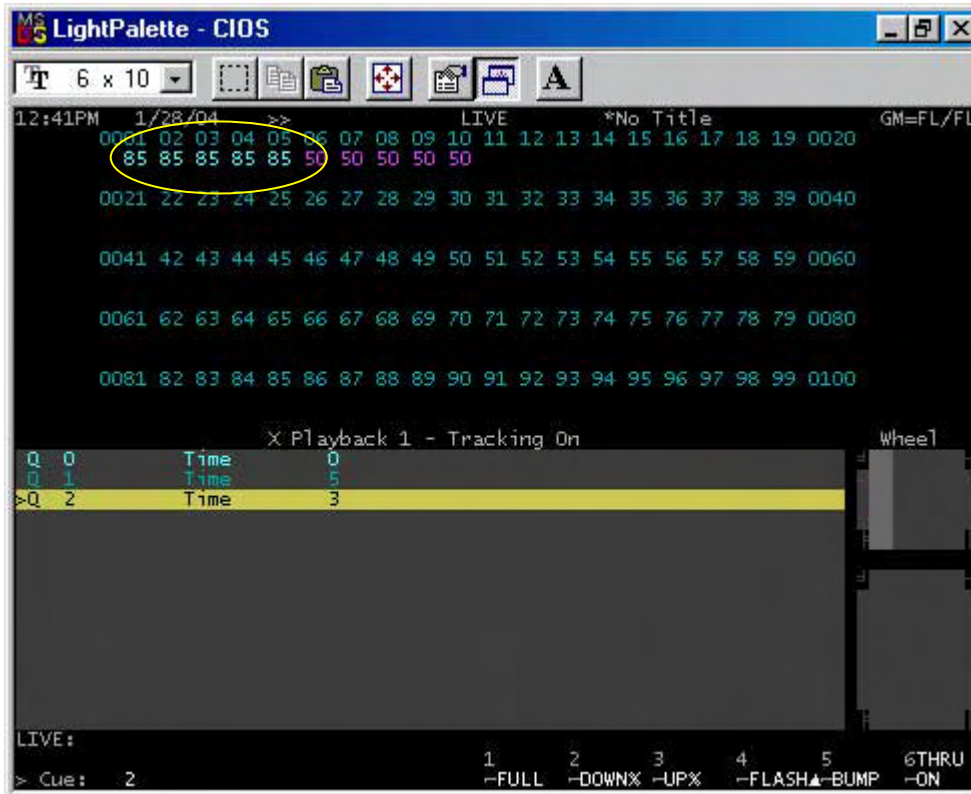 MS DOS LightPalette - CIOS
Tr 6 x 10 A
12:41PM 1/28/04 >> LIVE *No Title GM=FL/FL
0001 02 03 04 05 06 07 08 09 10 11 12 13 14 15 16 17 18 19 0020
85 85 85 85 85 50 50 50 50 50
0021 22 23 24 25 26 27 28 29 30 31 32 33 34 35 36 37 38 39 0040
0041 42 43 44 45 46 47 48 49 50 51 52 53 54 55 56 57 58 59 0060
0061 62 63 64 65 66 67 68 69 70 71 72 73 74 75 76 77 78 79 0080
0081 82 83 84 85 86 87 88 89 90 91 92 93 94 95 96 97 98 99 0100
X Playback 1 - Tracking On Wheel
Q 0 Time 0
Q 1 Time 5
>Q 2 Time 3
LIVE:
1 2 3 4 5 6THRU
> Cue: 2 ⌐FULL ⌐DOWN% ⌐UP% ⌐FLASH▲⌐BUMP ⌐ON